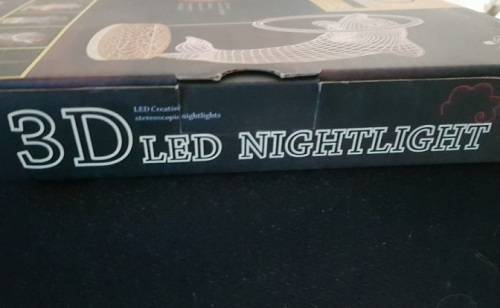 3D LED NIGHTLIGHT
LED Creative
stereoscopic nightlights